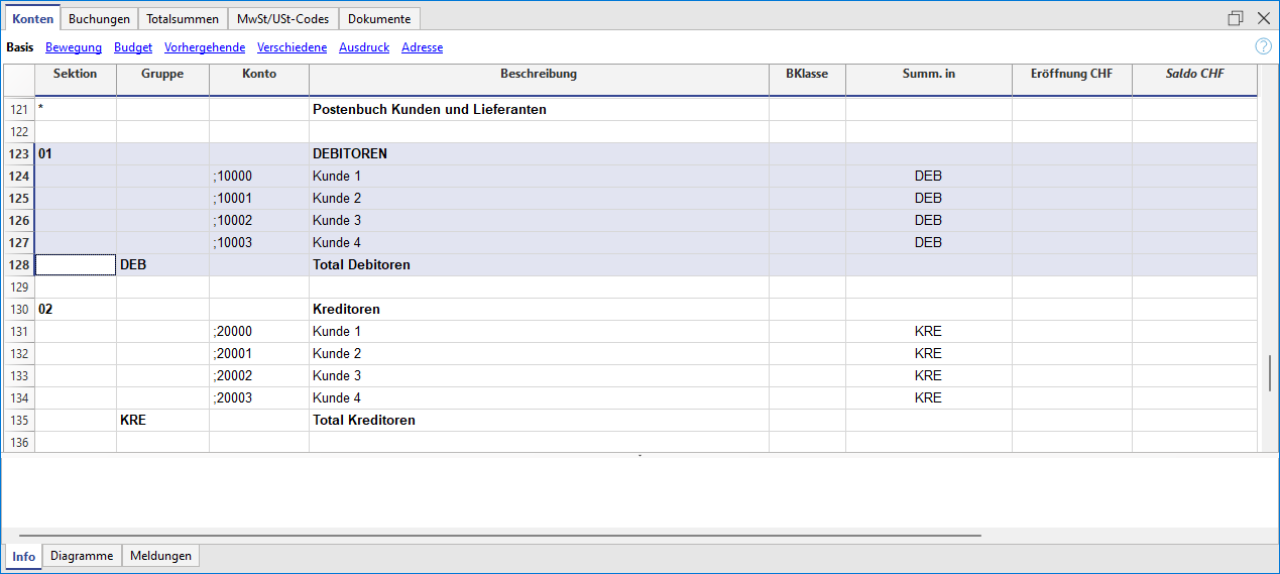 Konten Buchungen Totalsummen MwSt/USt-Codes Dokumente
Basis Bewegung Budget Vorhergehende Verschiedene Ausdruck Adresse ?
Sektion Gruppe Konto Beschreibung BKlasse Summ. in Eröffnung CHF Saldo CHF
121 * Postenbuch Kunden und Lieferanten
122
123 01 DEBITOREN
124 ;10000 Kunde 1 DEB
125 ;10001 Kunde 2 DEB
126 ;10002 Kunde 3 DEB
127 ;10003 Kunde 4 DEB
128 DEB Total Debitoren
129
130 02 Kreditoren
131 ;20000 Kunde 1 KRE
132 ;20001 Kunde 2 KRE
133 ;20002 Kunde 3 KRE
134 ;20003 Kunde 4 KRE
135 KRE Total Kreditoren
136
Info Diagramme Meldungen